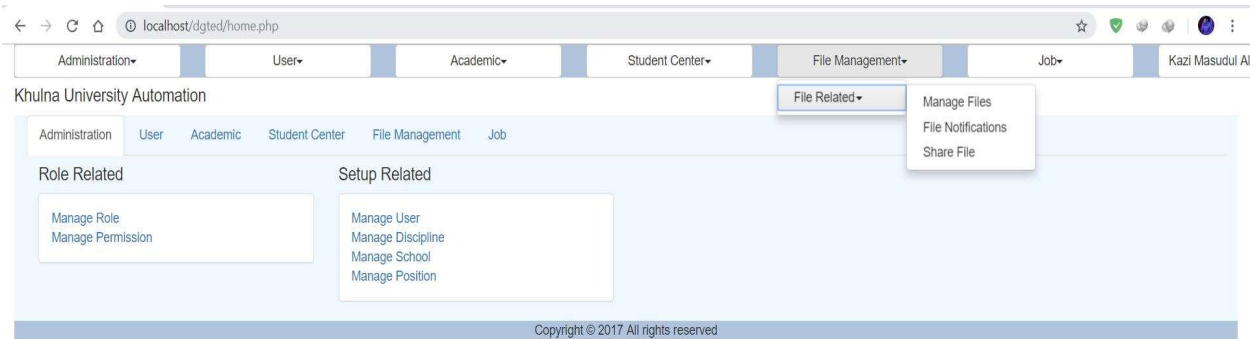 localhost/dgted/home.php
Administration User Academic Student Center File Management Job Kazi Masudul Al
Khulna University Automation
File Related
Manage Files
File Notifications
Share File
Administration User Academic Student Center File Management Job
Role Related
Manage Role
Manage Permission
Setup Related
Manage User
Manage Discipline
Manage School
Manage Position
Copyright © 2017 All rights reserved